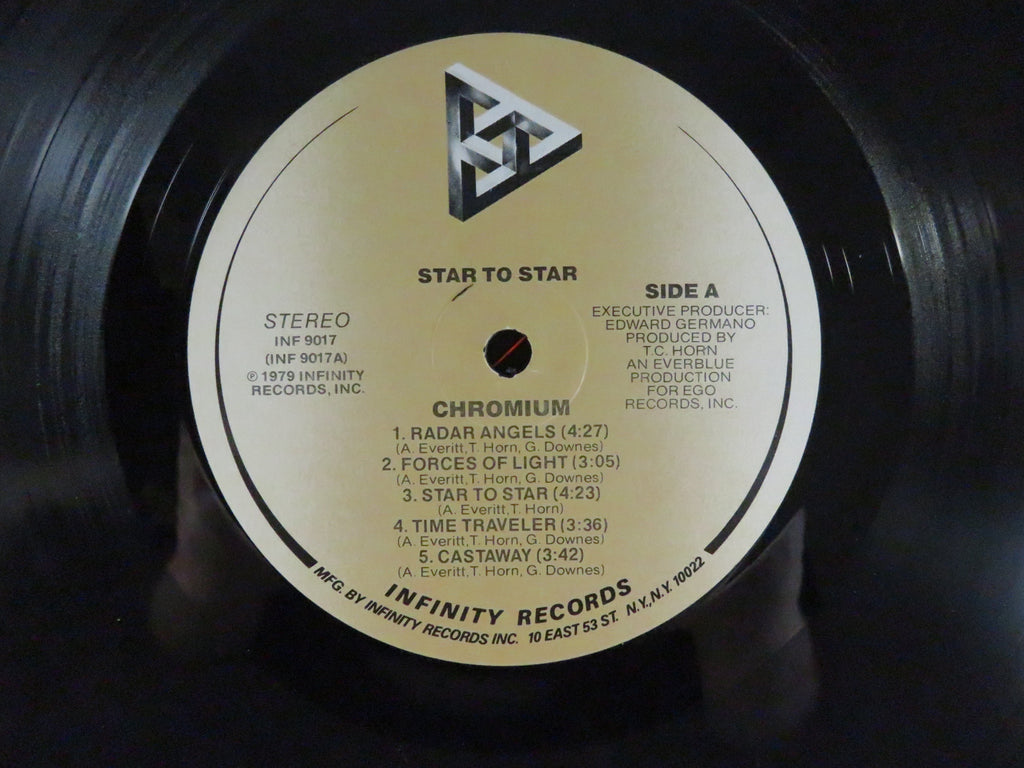 STAR TO STAR
STEREO
INF 9017
(INF 9017A)
℗ 1979 INFINITY
RECORDS, INC.
SIDE A
EXECUTIVE PRODUCER:
EDWARD GERMANO
PRODUCED BY
T.C. HORN
AN EVERBLUE
PRODUCTION
FOR EGO
RECORDS, INC.
CHROMIUM
1. RADAR ANGELS (4:27)
(A. Everitt, T. Horn, G. Downes)
2. FORCES OF LIGHT (3:05)
(A. Everitt, T. Horn, G. Downes)
3. STAR TO STAR (4:23)
(A. Everitt, T. Horn)
4. TIME TRAVELER (3:36)
(A. Everitt, T. Horn, G. Downes)
5. CASTAWAY (3:42)
(A. Everitt, T. Horn, G. Downes)
INFINITY RECORDS
MFG. BY INFINITY RECORDS INC. 10 EAST 53 ST. N.Y., N.Y. 10022